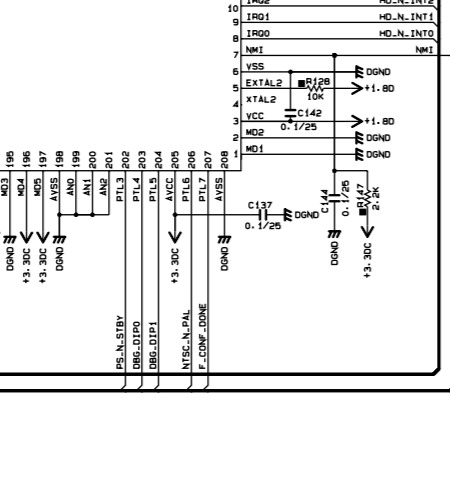 10 IRQ2 HD_N_INT2
9 IRQ1 HD_N_INT1
8 IRQ0 HD_N_INT0
7 NMI NMI
6 VSS DGND
5 EXTAL2 R128 10K +1.8D
4 XTAL2
C142
3 VCC 0.1/25 +1.8D
2 MD2 DGND
1 MD1 DGND
195 196 197 198 199 200 201 202 203 204 205 206 207 208
MD3 MD4 MD5 AVSS AN0 AN1 AN2 PTL3 PTL4 PTL5 AVCC PTL6 PTL7 AVSS
C137 DGND
0.1/25
C144 0.1/25 R147 2.2K
DGND +3.3DC +3.3DC DGND +3.3DC DGND DGND +3.3DC
PS_N_STBY DBG_DIP0 DBG_DIP1 NTSC_N_PAL F_CONF_DONE